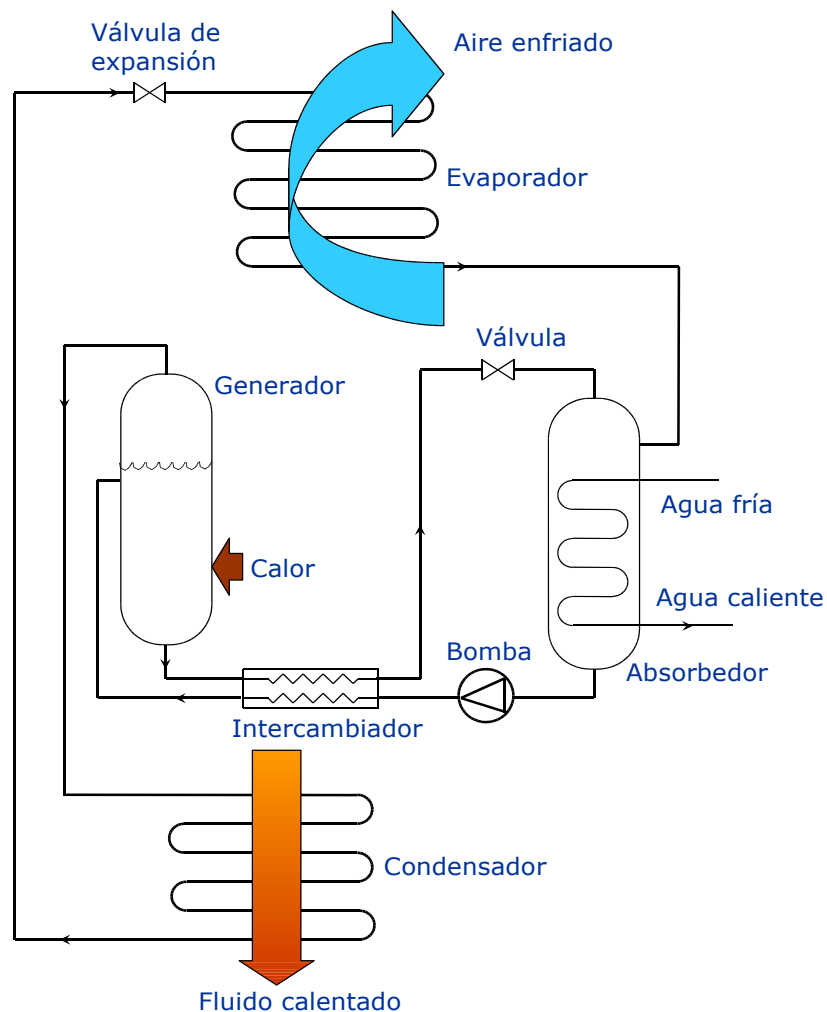 Válvula de
expansión
Aire enfriado
Evaporador
Válvula
Generador
Agua fría
Calor
Agua caliente
Bomba
Absorbedor
Intercambiador
Condensador
Fluido calentado